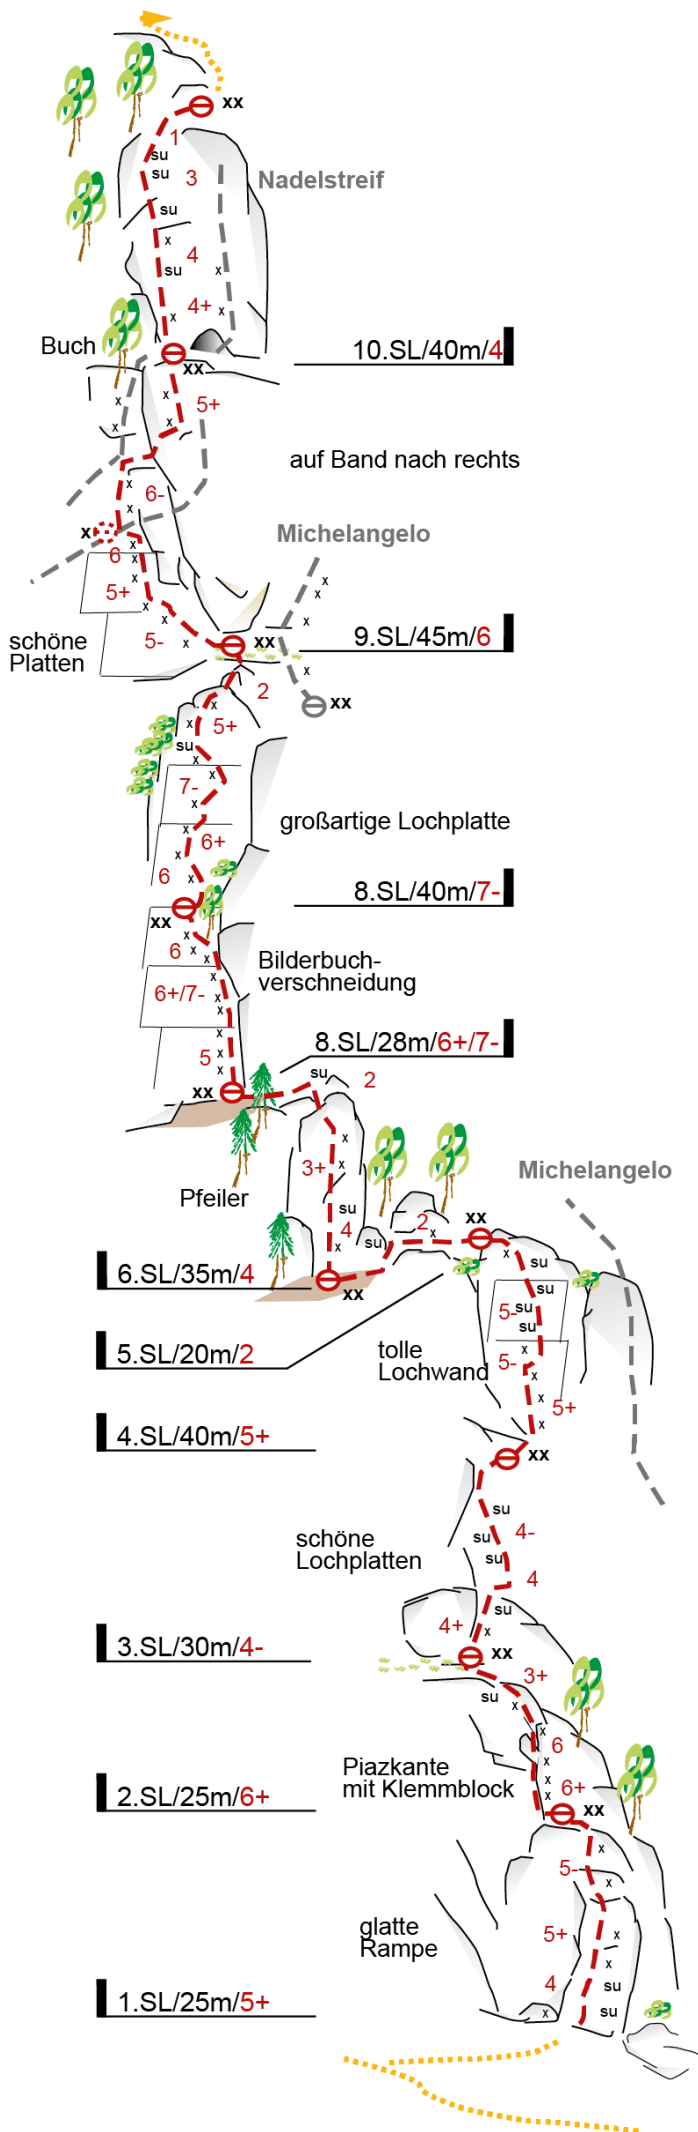 xx
1
su
su
3
Nadelstreif
su
x
4
su
x
4+
x
x
Buch
10.SL/40m/4
xx
x
5+
x
x
x
auf Band nach rechts
6-
x
x
x
Michelangelo
6
x
x
x
5+
x
x
x
x
schöne
Platten
5-
x
xx
9.SL/45m/6
x
2
xx
x
5+
su
x
x
7-
x
großartige Lochplatte
x
6+
6
x
8.SL/40m/7-
xx
x
6
x
x
Bilderbuch-
verschneidung
x
6+/7-
x
x
8.SL/28m/6+/7-
x
5
x
x
su
2
xx
x
3+
x
Pfeiler
su
4
x
su
2
x
xx
Michelangelo
x
su
6.SL/35m/4
xx
5-
su
su
su
5.SL/20m/2
tolle
Lochwand
x
5-
x
x
5+
x
4.SL/40m/5+
xx
su
schöne
Lochplatten
su
4-
su
4
su
4+
x
3.SL/30m/4-
xx
3+
su
x
x
6
x
Piazkante
mit Klemmblock
x
6+
x
2.SL/25m/6+
xx
x
5-
x
glatte
Rampe
5+
x
x
4
su
su
1.SL/25m/5+
x